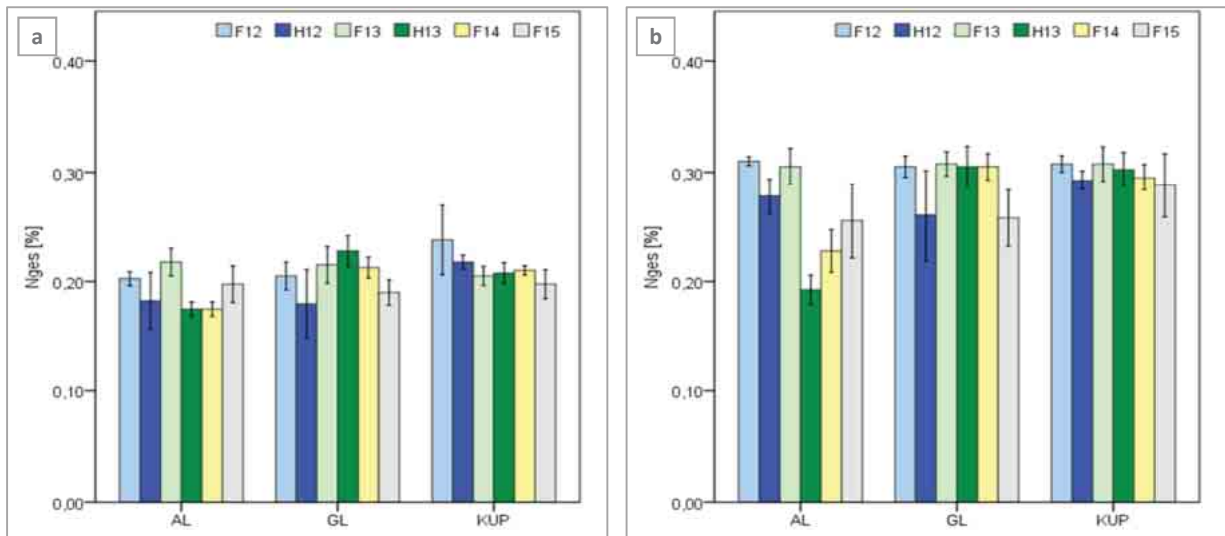 a
F12 H12 F13 H13 F14 F15
0,40
0,30
0,20
0,10
0,00
Nges [%]
AL GL KUP
b
F12 H12 F13 H13 F14 F15
0,40
0,30
0,20
0,10
0,00
Nges [%]
AL GL KUP